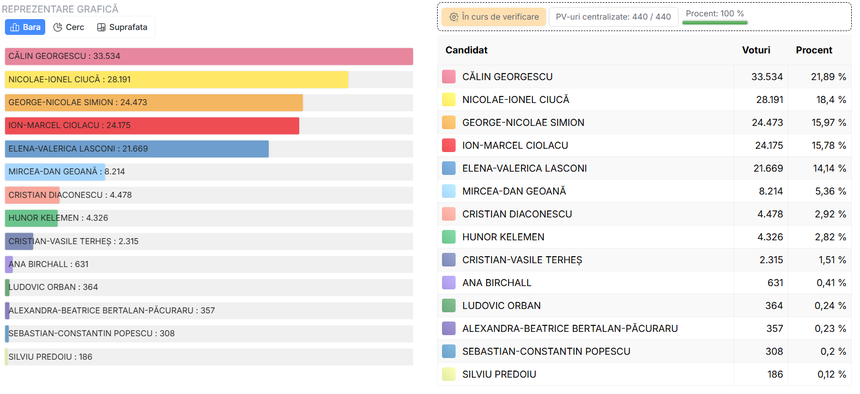 REPREZENTARE GRAFICĂ
Bara Cerc Suprafata
CĂLIN GEORGESCU : 33.534
NICOLAE-IONEL CIUCĂ : 28.191
GEORGE-NICOLAE SIMION : 24.473
ION-MARCEL CIOLACU : 24.175
ELENA-VALERICA LASCONI : 21.669
MIRCEA-DAN GEOANĂ : 8.214
CRISTIAN DIACONESCU : 4.478
HUNOR KELEMEN : 4.326
CRISTIAN-VASILE TERHEȘ : 2.315
ANA BIRCHALL : 631
LUDOVIC ORBAN : 364
ALEXANDRA-BEATRICE BERTALAN-PĂCURARU : 357
SEBASTIAN-CONSTANTIN POPESCU : 308
SILVIU PREDOIU : 186
În curs de verificare PV-uri centralizate: 440 / 440 Procent: 100 %
Candidat Voturi Procent
CĂLIN GEORGESCU 33.534 21,89 %
NICOLAE-IONEL CIUCĂ 28.191 18,4 %
GEORGE-NICOLAE SIMION 24.473 15,97 %
ION-MARCEL CIOLACU 24.175 15,78 %
ELENA-VALERICA LASCONI 21.669 14,14 %
MIRCEA-DAN GEOANĂ 8.214 5,36 %
CRISTIAN DIACONESCU 4.478 2,92 %
HUNOR KELEMEN 4.326 2,82 %
CRISTIAN-VASILE TERHEȘ 2.315 1,51 %
ANA BIRCHALL 631 0,41 %
LUDOVIC ORBAN 364 0,24 %
ALEXANDRA-BEATRICE BERTALAN-PĂCURARU 357 0,23 %
SEBASTIAN-CONSTANTIN POPESCU 308 0,2 %
SILVIU PREDOIU 186 0,12 %